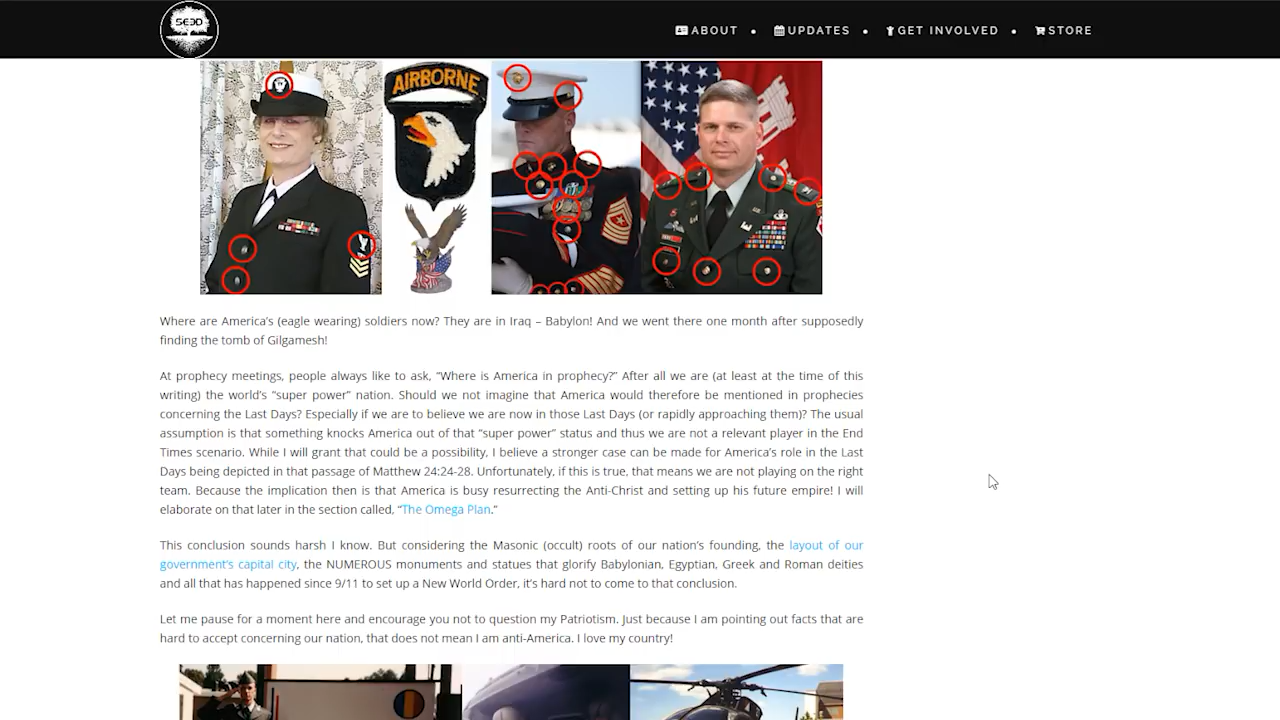 SEED
ABOUT • UPDATES • GET INVOLVED • STORE
AIRBORNE
Where are America's (eagle wearing) soldiers now? They are in Iraq – Babylon! And we went there one month after supposedly
finding the tomb of Gilgamesh!
At prophecy meetings, people always like to ask, “Where is America in prophecy?” After all we are (at least at the time of this
writing) the world's “super power” nation. Should we not imagine that America would therefore be mentioned in prophecies
concerning the Last Days? Especially if we are to believe we are now in those Last Days (or rapidly approaching them)? The usual
assumption is that something knocks America out of that “super power” status and thus we are not a relevant player in the End
Times scenario. While I will grant that could be a possibility, I believe a stronger case can be made for America's role in the Last
Days being depicted in that passage of Matthew 24:24-28. Unfortunately, if this is true, that means we are not playing on the right
team. Because the implication then is that America is busy resurrecting the Anti-Christ and setting up his future empire! I will
elaborate on that later in the section called, “The Omega Plan.”
This conclusion sounds harsh I know. But considering the Masonic (occult) roots of our nation's founding, the layout of our
government's capital city, the NUMEROUS monuments and statues that glorify Babylonian, Egyptian, Greek and Roman deities
and all that has happened since 9/11 to set up a New World Order, it's hard not to come to that conclusion.
Let me pause for a moment here and encourage you not to question my Patriotism. Just because I am pointing out facts that are
hard to accept concerning our nation, that does not mean I am anti-America. I love my country!